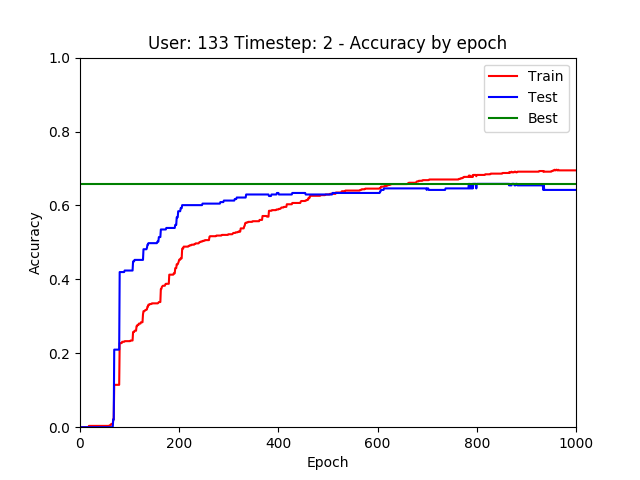 User: 133 Timestep: 2 - Accuracy by epoch
1.0
0.8
0.6
0.4
0.2
0.0
Accuracy
Train
Test
Best
0 200 400 600 800 1000
Epoch